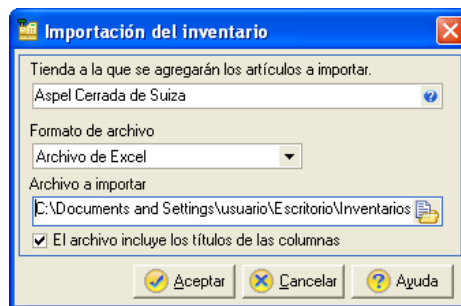 Importación del inventario
Tienda a la que se agregarán los artículos a importar.
Aspel Cerrada de Suiza
Formato de archivo
Archivo de Excel
Archivo a importar
C:\Documents and Settings\usuario\Escritorio\Inventarios
El archivo incluye los títulos de las columnas
Aceptar Cancelar Ayuda